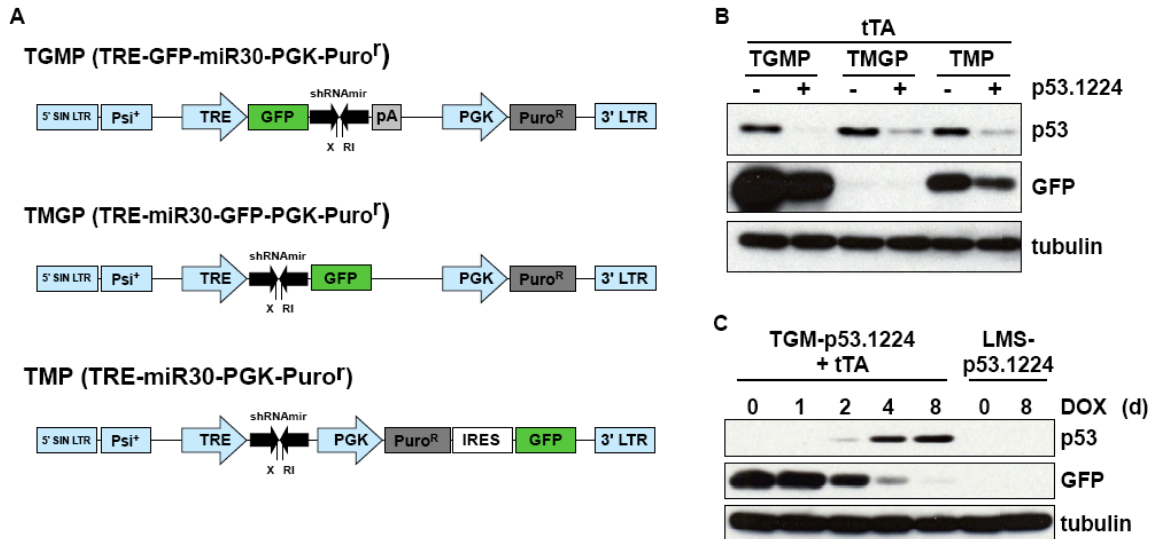 A
TGMP (TRE-GFP-miR30-PGK-Puroʳ)
shRNAmir
5' SIN LTR Psi⁺ TRE GFP pA PGK Puroᴿ 3' LTR
X RI
TMGP (TRE-miR30-GFP-PGK-Puroʳ)
shRNAmir
5' SIN LTR Psi⁺ TRE GFP PGK Puroᴿ 3' LTR
X RI
TMP (TRE-miR30-PGK-Puroʳ)
shRNAmir
5' SIN LTR Psi⁺ TRE PGK Puroᴿ IRES GFP 3' LTR
X RI
B
tTA
TGMP TMGP TMP
- + - + - + p53.1224
p53
GFP
tubulin
C
TGM-p53.1224 LMS-
+ tTA p53.1224
0 1 2 4 8 0 8 DOX (d)
p53
GFP
tubulin